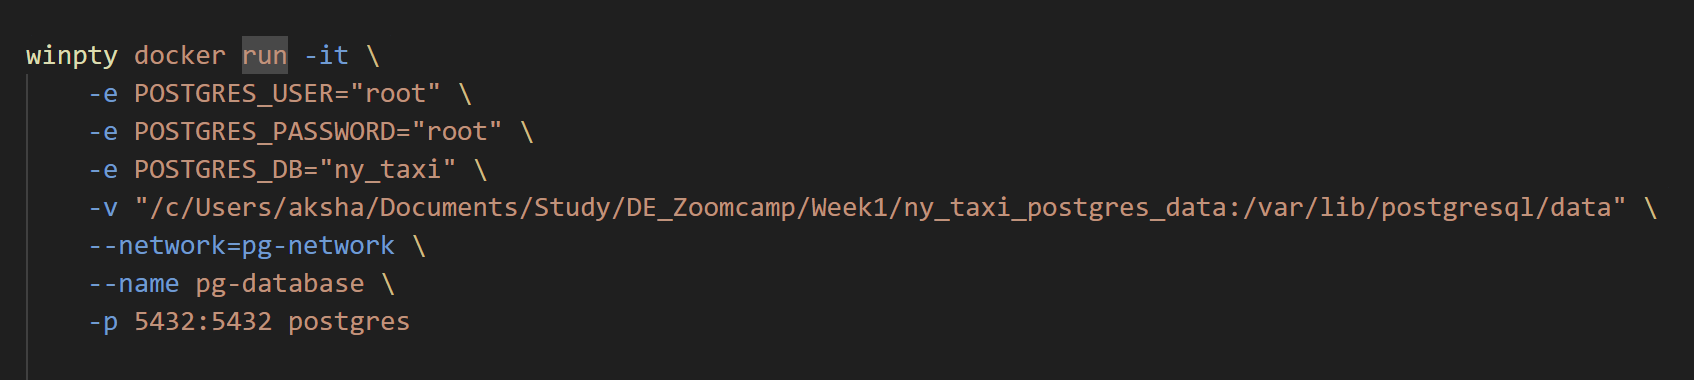 winpty docker run -it \
-e POSTGRES_USER="root" \
-e POSTGRES_PASSWORD="root" \
-e POSTGRES_DB="ny_taxi" \
-v "/c/Users/aksha/Documents/Study/DE_Zoomcamp/Week1/ny_taxi_postgres_data:/var/lib/postgresql/data" \
--network=pg-network \
--name pg-database \
-p 5432:5432 postgres